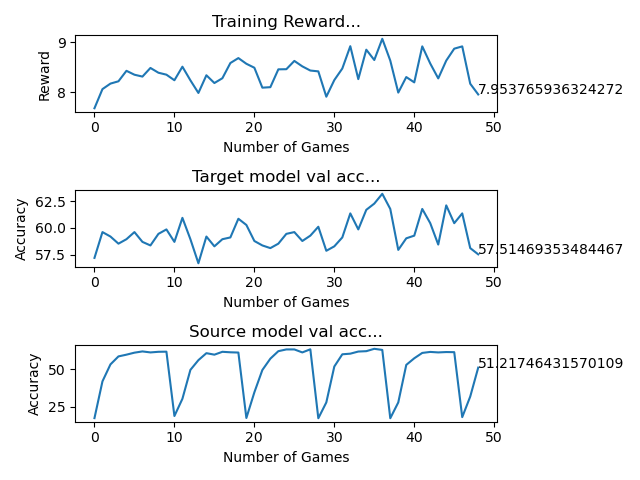 Training Reward...
9
8
Reward
7.953765936324272
0 10 20 30 40 50
Number of Games
Target model val acc...
62.5
60.0
57.5
Accuracy
57.51469353484467
0 10 20 30 40 50
Number of Games
Source model val acc...
50
25
Accuracy
51.21746431570109
0 10 20 30 40 50
Number of Games